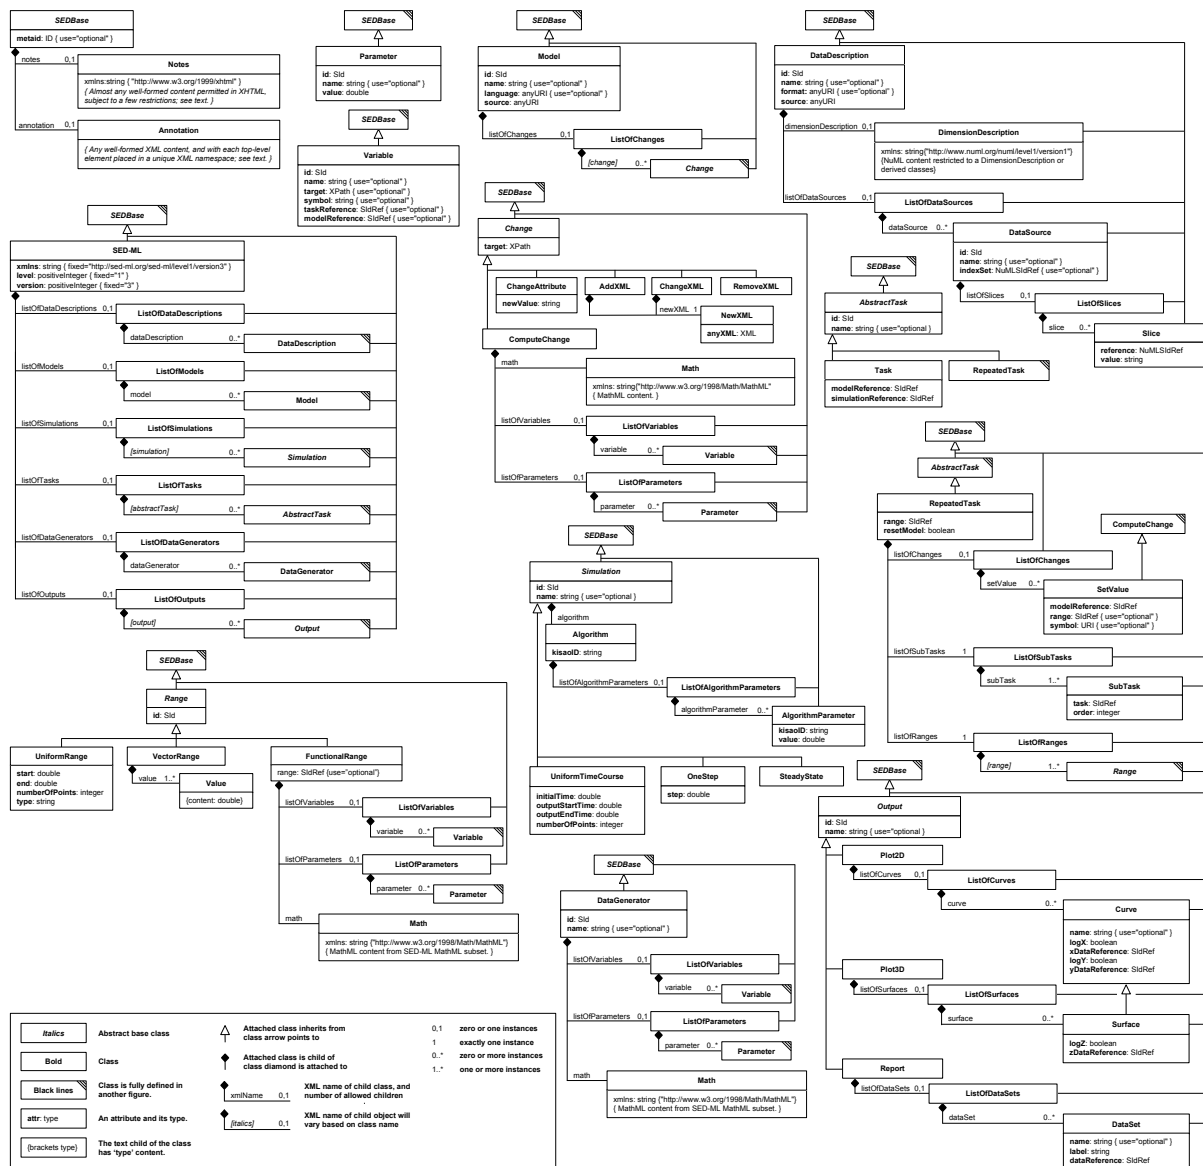 SEDBase
metaid: ID { use="optional" }
notes 0,1
Notes
xmlns:string { "http://www.w3.org/1999/xhtml" }
{ Almost any well-formed content permitted in XHTML,
subject to a few restrictions; see text. }
annotation 0,1
Annotation
{ Any well-formed XML content, and with each top-level
element placed in a unique XML namespace; see text. }
SEDBase
Parameter
id: SId
name: string { use="optional" }
value: double
SEDBase
Variable
id: SId
name: string { use="optional" }
target: XPath { use="optional" }
symbol: string { use="optional" }
taskReference: SIdRef { use="optional" }
modelReference: SIdRef { use="optional" }
SEDBase
Model
id: SId
name: string { use="optional" }
language: anyURI { use="optional" }
source: anyURI
listOfChanges 0,1
ListOfChanges
[change] 0..*
Change
SEDBase
DataDescription
id: SId
name: string { use="optional" }
format: anyURI { use="optional" }
source: anyURI
dimensionDescription 0,1
DimensionDescription
xmlns: string{"http://www.numl.org/numl/level1/version1"}
{NuML content restricted to a DimensionDescription or
derived classes}
listOfDataSources 0,1
ListOfDataSources
dataSource 0..*
DataSource
id: SId
name: string { use="optional" }
indexSet: NuMLSIdRef { use="optional" }
listOfSlices 0,1
ListOfSlices
slice 0..*
Slice
reference: NuMLSIdRef
value: string
SEDBase
SED-ML
xmlns: string { fixed="http://sed-ml.org/sed-ml/level1/version3" }
level: positiveInteger { fixed="1" }
version: positiveInteger { fixed="3" }
listOfDataDescriptions 0,1
ListOfDataDescriptions
dataDescription 0..*
DataDescription
listOfModels 0,1
ListOfModels
model 0..*
Model
listOfSimulations 0,1
ListOfSimulations
[simulation] 0..*
Simulation
listOfTasks 0,1
ListOfTasks
[abstractTask] 0..*
AbstractTask
listOfDataGenerators 0,1
ListOfDataGenerators
dataGenerator 0..*
DataGenerator
listOfOutputs 0,1
ListOfOutputs
[output] 0..*
Output
SEDBase
Change
target: XPath
ChangeAttribute
newValue: string
AddXML
ChangeXML
RemoveXML
newXML 1
NewXML
anyXML: XML
ComputeChange
math
Math
xmlns: string{"http://www.w3.org/1998/Math/MathML"
{ MathML content. }
listOfVariables 0,1
ListOfVariables
variable 0..*
Variable
listOfParameters 0,1
ListOfParameters
parameter 0..*
Parameter
SEDBase
AbstractTask
id: SId
name: string { use="optional }
Task
modelReference: SIdRef
simulationReference: SIdRef
RepeatedTask
SEDBase
AbstractTask
RepeatedTask
range: SIdRef
resetModel: boolean
listOfChanges 0,1
ListOfChanges
setValue 0..*
ComputeChange
SetValue
modelReference: SIdRef
range: SIdRef { use="optional" }
symbol: URI { use="optional" }
listOfSubTasks 1
ListOfSubTasks
subTask 1..*
SubTask
task: SIdRef
order: integer
listOfRanges 1
ListOfRanges
[range] 1..*
Range
SEDBase
Simulation
id: SId
name: string { use="optional }
algorithm
Algorithm
kisaoID: string
listOfAlgorithmParameters 0,1
ListOfAlgorithmParameters
algorithmParameter 0..*
AlgorithmParameter
kisaoID: string
value: double
UniformTimeCourse
initialTime: double
outputStartTime: double
outputEndTime: double
numberOfPoints: integer
OneStep
step: double
SteadyState
SEDBase
Range
id: SId
UniformRange
start: double
end: double
numberOfPoints: integer
type: string
VectorRange
value 1..*
Value
{content: double}
FunctionalRange
range: SIdRef {use="optional"}
listOfVariables 0,1
ListOfVariables
variable 0..*
Variable
listOfParameters 0,1
ListOfParameters
parameter 0..*
Parameter
math
Math
xmlns: string {"http://www.w3.org/1998/Math/MathML"}
{ MathML content from SED-ML MathML subset. }
SEDBase
DataGenerator
id: SId
name: string { use="optional" }
listOfVariables 0,1
ListOfVariables
variable 0..*
Variable
listOfParameters 0,1
ListOfParameters
parameter 0..*
Parameter
math
Math
xmlns: string {"http://www.w3.org/1998/Math/MathML"}
{ MathML content from SED-ML MathML subset. }
SEDBase
Output
id: SId
name: string { use="optional }
Plot2D
listOfCurves 0,1
ListOfCurves
curve 0..*
Curve
name: string { use="optional" }
logX: boolean
xDataReference: SIdRef
logY: boolean
yDataReference: SIdRef
Plot3D
listOfSurfaces 0,1
ListOfSurfaces
surface 0..*
Surface
logZ: boolean
zDataReference: SIdRef
Report
listOfDataSets 0,1
ListOfDataSets
dataSet 0..*
DataSet
name: string { use="optional" }
label: string
dataReference: SIdRef
Italics
Abstract base class
Bold
Class
Black lines
Class is fully defined in
another figure.
attr: type
An attribute and its type.
{brackets type}
The text child of the class
has 'type' content.
Attached class inherits from
class arrow points to
Attached class is child of
class diamond is attached to
xmlName 0,1
XML name of child class, and
number of allowed children
[italics] 0,1
XML name of child object will
vary based on class name
0,1 zero or one instances
1 exactly one instance
0..* zero or more instances
1..* one or more instances